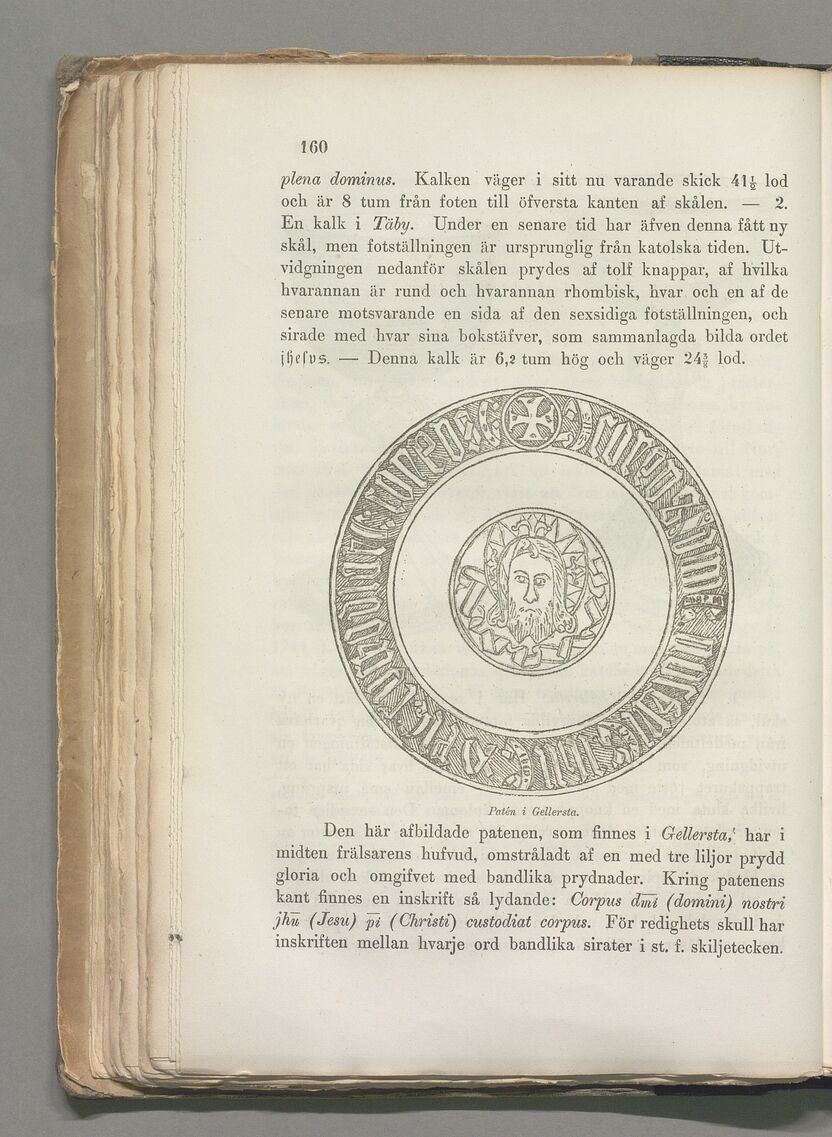 160
plena dominus. Kalken väger i sitt nu varande skick 41½ lod
och är 8 tum från foten till öfversta kanten af skålen. — 2.
En kalk i Täby. Under en senare tid har äfven denna fått ny
skål, men fotställningen är ursprunglig från katolska tiden. Ut-
vidgningen nedanför skålen prydes af tolf knappar, af hvilka
hvarannan är rund och hvarannan rhombisk, hvar och en af de
senare motsvarande en sida af den sexsidiga fotställningen, och
sirade med hvar sina bokstäfver, som sammanlagda bilda ordet
jhesvs. — Denna kalk är 6,2 tum hög och väger 24⅜ lod.
Patén i Gellersta.
Den här afbildade patenen, som finnes i Gellersta, har i
midten frälsarens hufvud, omstråladt af en med tre liljor prydd
gloria och omgifvet med bandlika prydnader. Kring patenens
kant finnes en inskrift så lydande: Corpus dm̄i (domini) nostri
jhū (Jesu) p̄i (Christi) custodiat corpus. För redighets skull har
inskriften mellan hvarje ord bandlika sirater i st. f. skiljetecken.